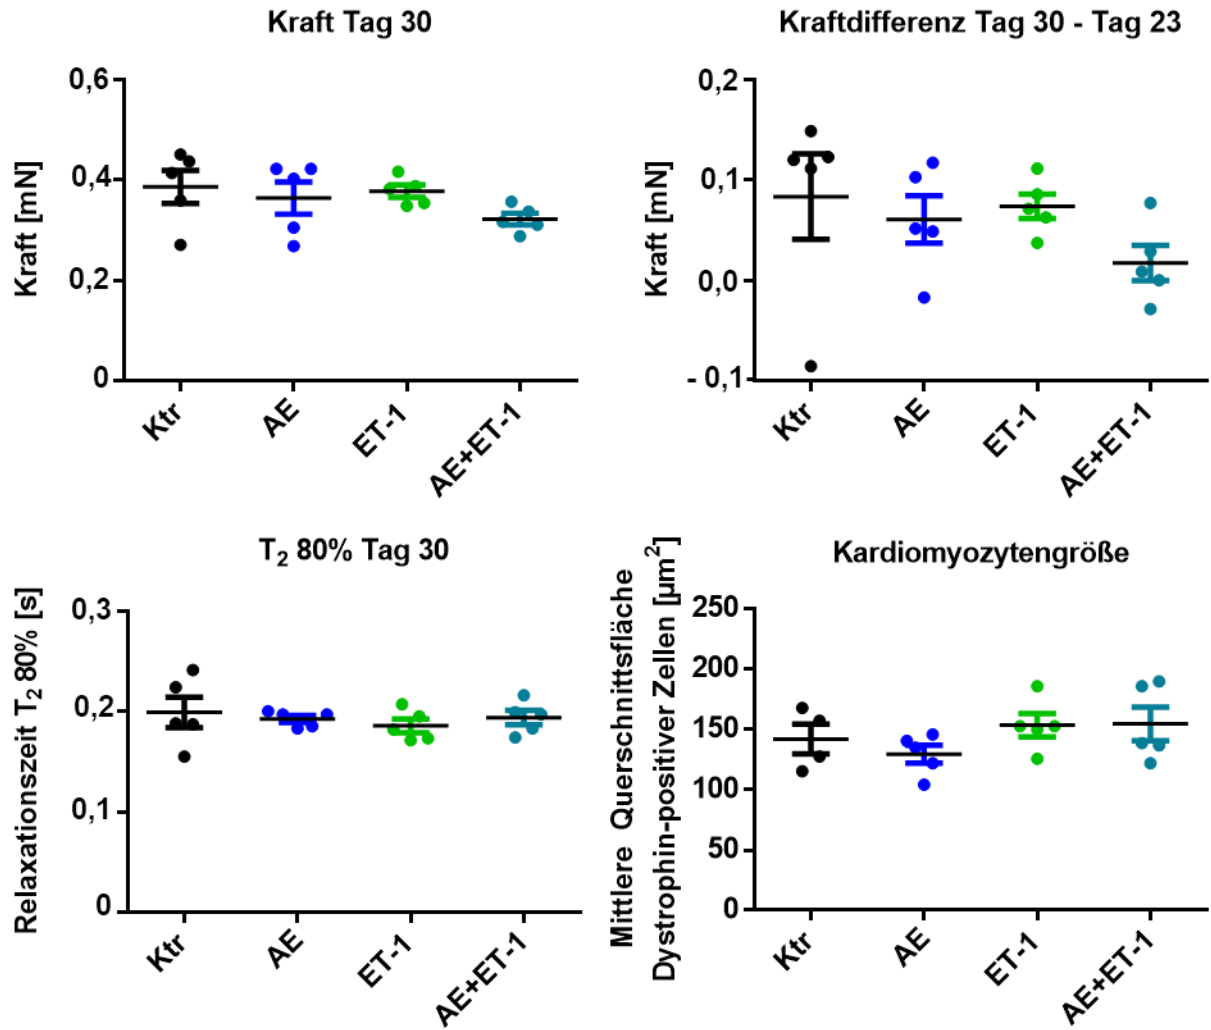 Kraft Tag 30
Kraft [mN]
0,6
0,4
0,2
0
Ktr
AE
ET-1
AE+ET-1
Kraftdifferenz Tag 30 - Tag 23
Kraft [mN]
0,2
0,1
0,0
- 0,1
Ktr
AE
ET-1
AE+ET-1
T₂ 80% Tag 30
Relaxationszeit T₂ 80% [s]
0,3
0,2
0,1
0
Ktr
AE
ET-1
AE+ET-1
Kardiomyozytengröße
Mittlere Querschnittsfläche
Dystrophin-positiver Zellen [µm²]
250
200
150
100
50
0
Ktr
AE
ET-1
AE+ET-1